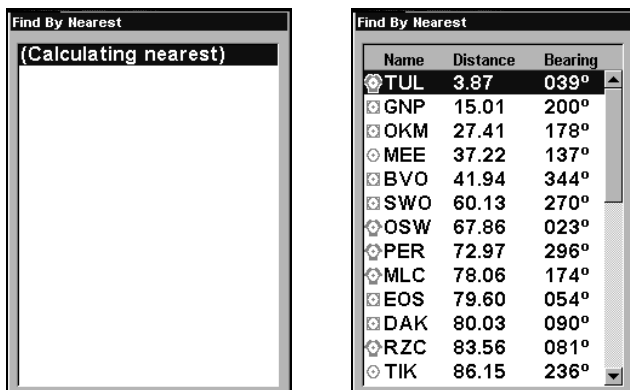 Find By Nearest
(Calculating nearest)
Find By Nearest
Name Distance Bearing
TUL 3.87 039º
GNP 15.01 200º
OKM 27.41 178º
MEE 37.22 137º
BVO 41.94 344º
SWO 60.13 270º
OSW 67.86 023º
PER 72.97 296º
MLC 78.06 174º
EOS 79.60 054º
DAK 80.03 090º
RZC 83.56 081º
TIK 86.15 236º